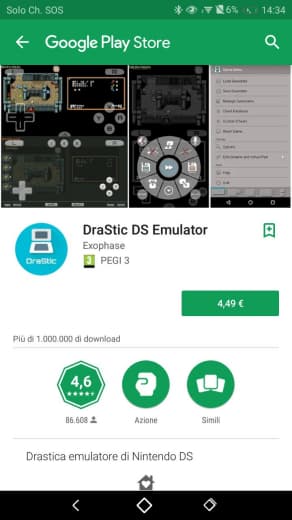 Solo Ch. SOS
6%
14:34
Google Play Store
DraStic
DraStic DS Emulator
Exophase
3
PEGI 3
4,49 €
Più di 1.000.000 di download
4,6
86.608
Azione
Simili
Drastica emulatore di Nintendo DS